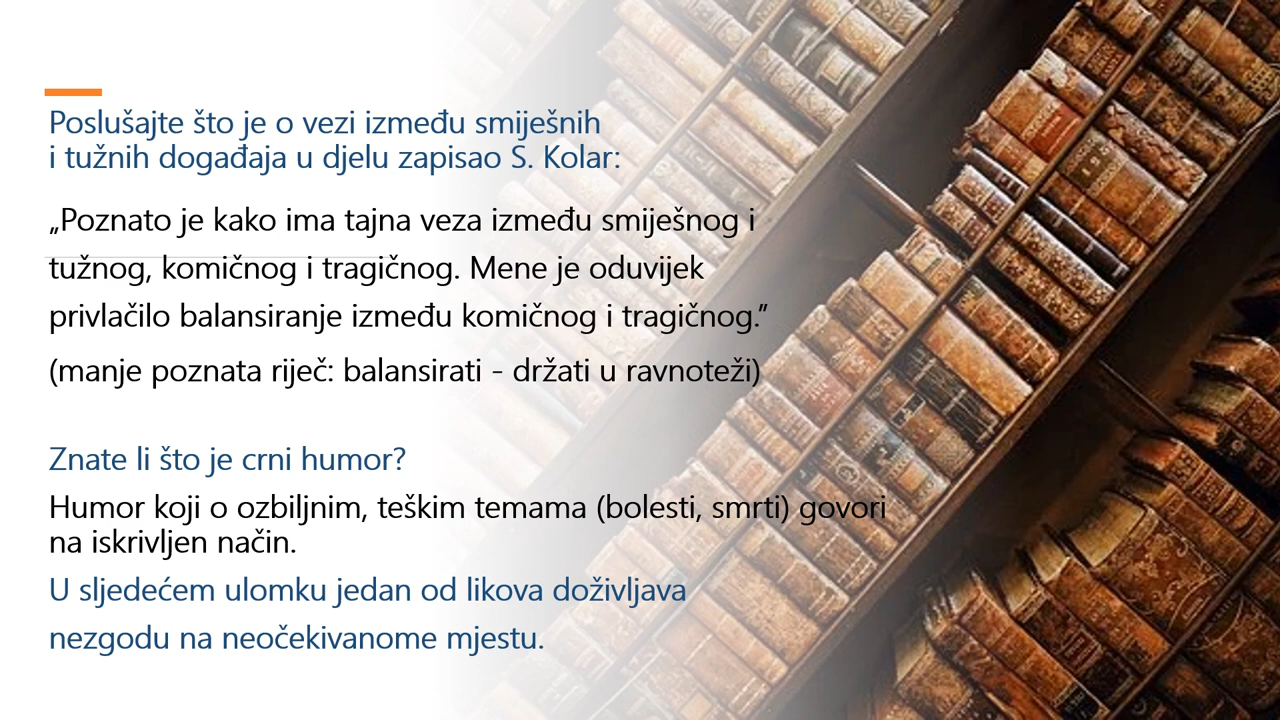 Poslušajte što je o vezi između smiješnih
i tužnih događaja u djelu zapisao S. Kolar:
„Poznato je kako ima tajna veza između smiješnog i
tužnog, komičnog i tragičnog. Mene je oduvijek
privlačilo balansiranje između komičnog i tragičnog.”
(manje poznata riječ: balansirati - držati u ravnoteži)
Znate li što je crni humor?
Humor koji o ozbiljnim, teškim temama (bolesti, smrti) govori
na iskrivljen način.
U sljedećem ulomku jedan od likova doživljava
nezgodu na neočekivanome mjestu.